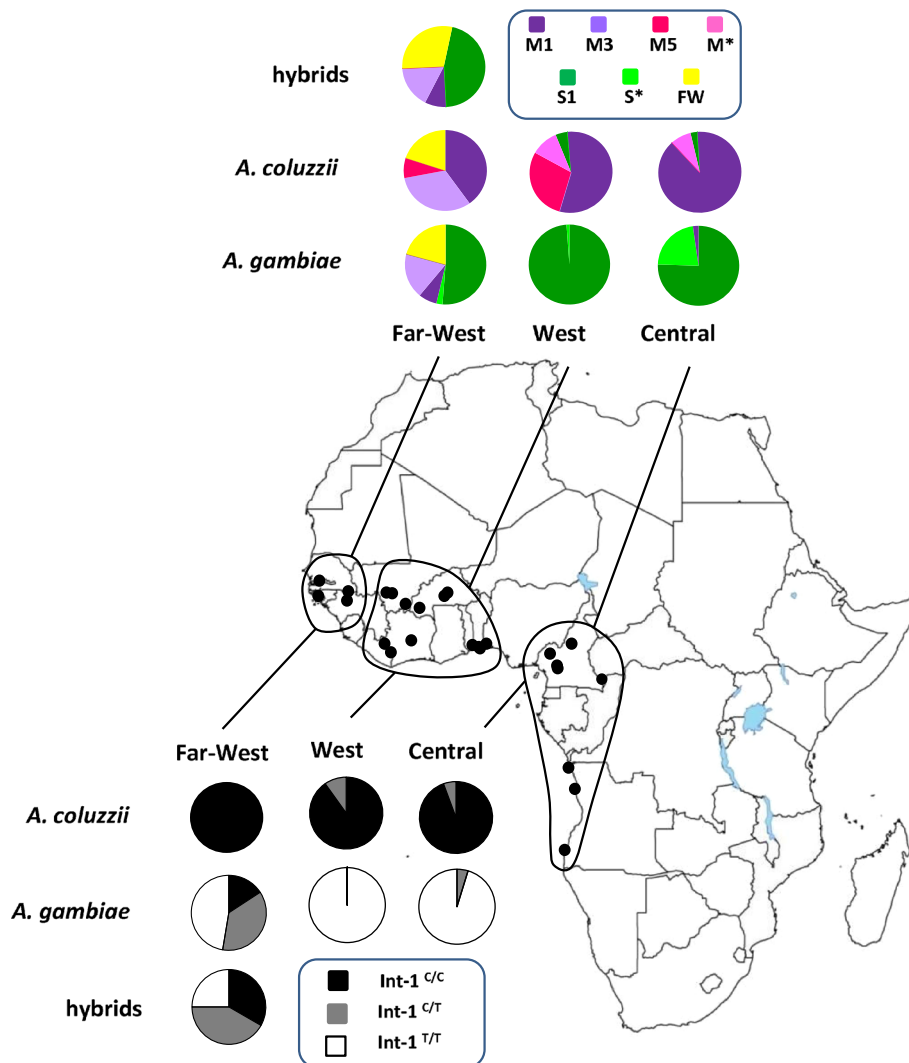 M1 M3 M5 M*
S1 S* FW
hybrids
A. coluzzii
A. gambiae
Far-West West Central
Far-West West Central
A. coluzzii
A. gambiae
hybrids
Int-1 C/C
Int-1 C/T
Int-1 T/T